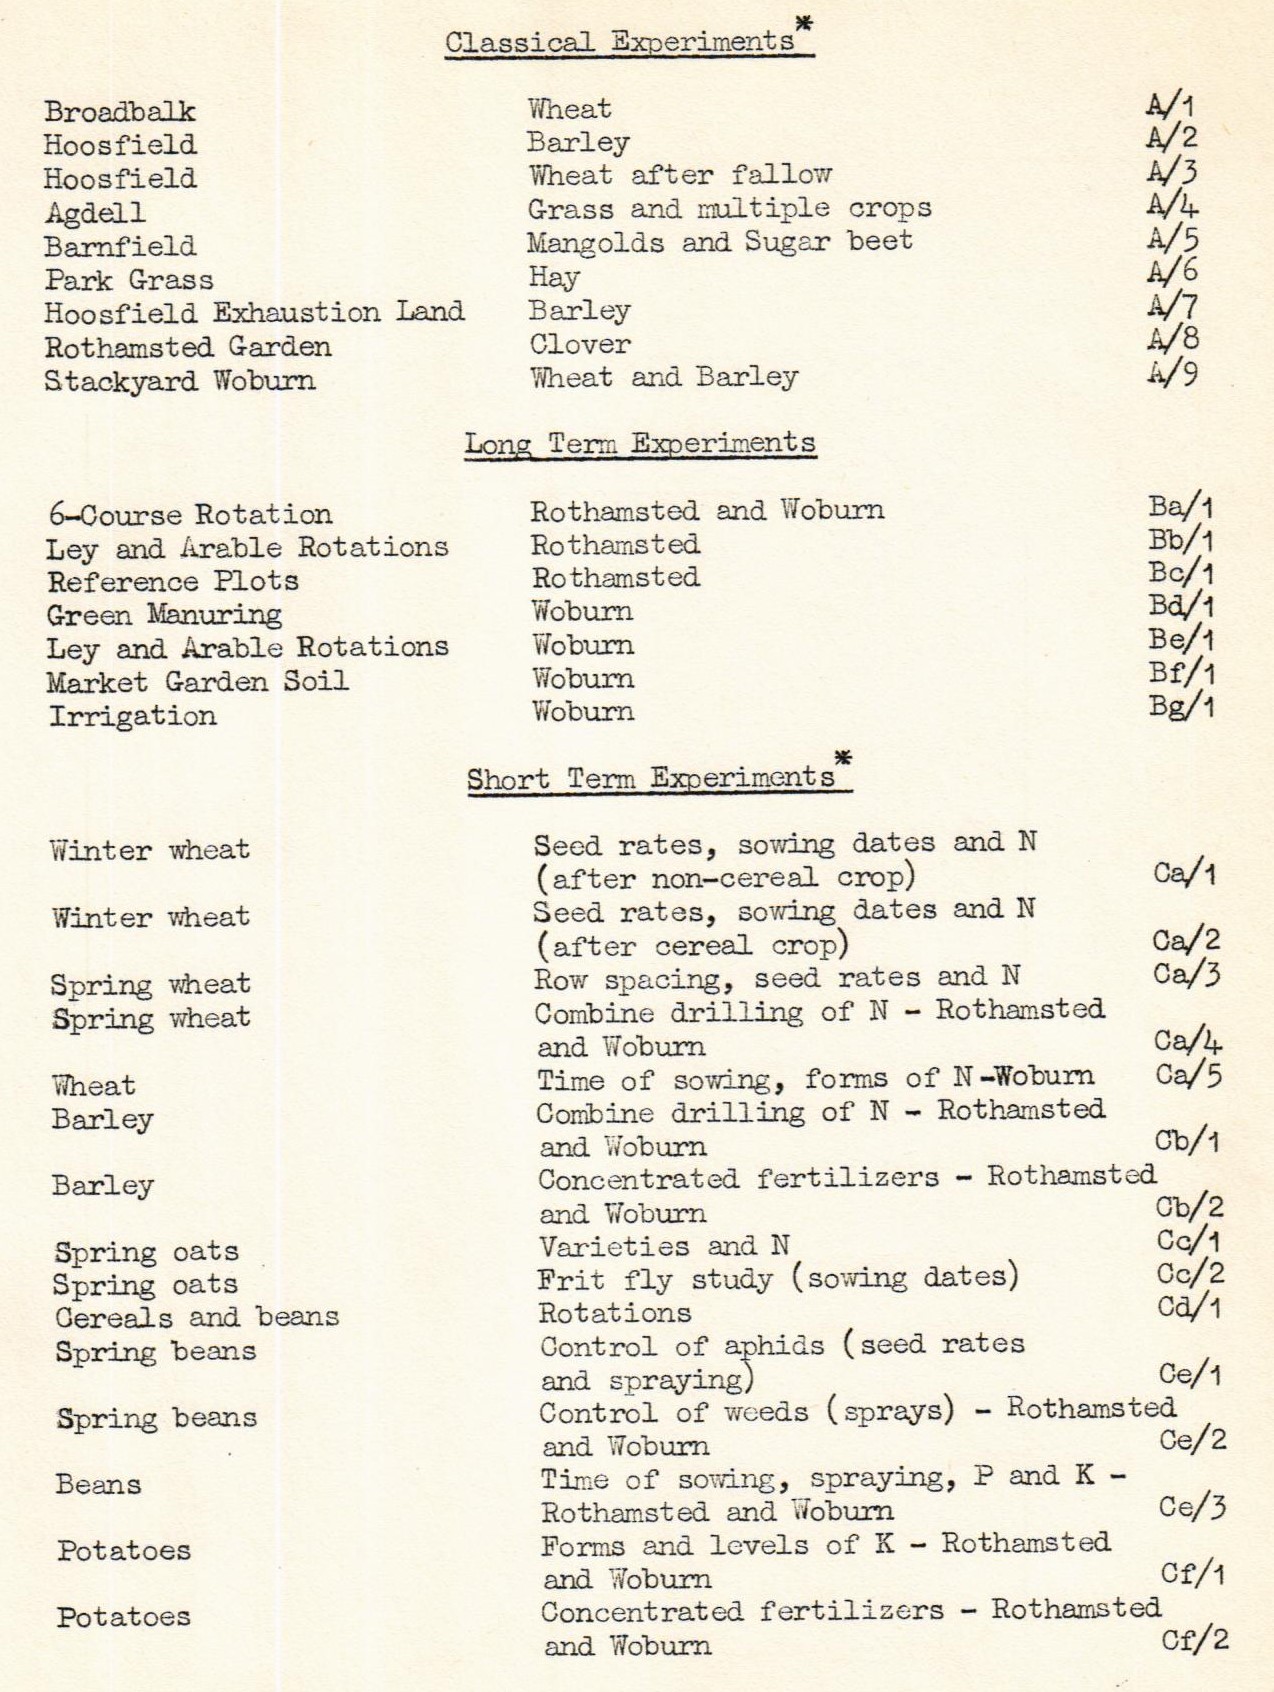 Classical Experiments*
Broadbalk Wheat A/1
Hoosfield Barley A/2
Hoosfield Wheat after fallow A/3
Agdell Grass and multiple crops A/4
Barnfield Mangolds and Sugar beet A/5
Park Grass Hay A/6
Hoosfield Exhaustion Land Barley A/7
Rothamsted Garden Clover A/8
Stackyard Woburn Wheat and Barley A/9
Long Term Experiments
6-Course Rotation Rothamsted and Woburn Ba/1
Ley and Arable Rotations Rothamsted Bb/1
Reference Plots Rothamsted Bc/1
Green Manuring Woburn Bd/1
Ley and Arable Rotations Woburn Be/1
Market Garden Soil Woburn Bf/1
Irrigation Woburn Bg/1
Short Term Experiments*
Winter wheat Seed rates, sowing dates and N
(after non-cereal crop) Ca/1
Winter wheat Seed rates, sowing dates and N
(after cereal crop) Ca/2
Spring wheat Row spacing, seed rates and N Ca/3
Spring wheat Combine drilling of N - Rothamsted
and Woburn Ca/4
Wheat Time of sowing, forms of N-Woburn Ca/5
Barley Combine drilling of N - Rothamsted
and Woburn Cb/1
Barley Concentrated fertilizers - Rothamsted
and Woburn Cb/2
Spring oats Varieties and N Cc/1
Spring oats Frit fly study (sowing dates) Cc/2
Cereals and beans Rotations Cd/1
Spring beans Control of aphids (seed rates
and spraying) Ce/1
Spring beans Control of weeds (sprays) - Rothamsted
and Woburn Ce/2
Beans Time of sowing, spraying, P and K -
Rothamsted and Woburn Ce/3
Potatoes Forms and levels of K - Rothamsted
and Woburn Cf/1
Potatoes Concentrated fertilizers - Rothamsted
and Woburn Cf/2